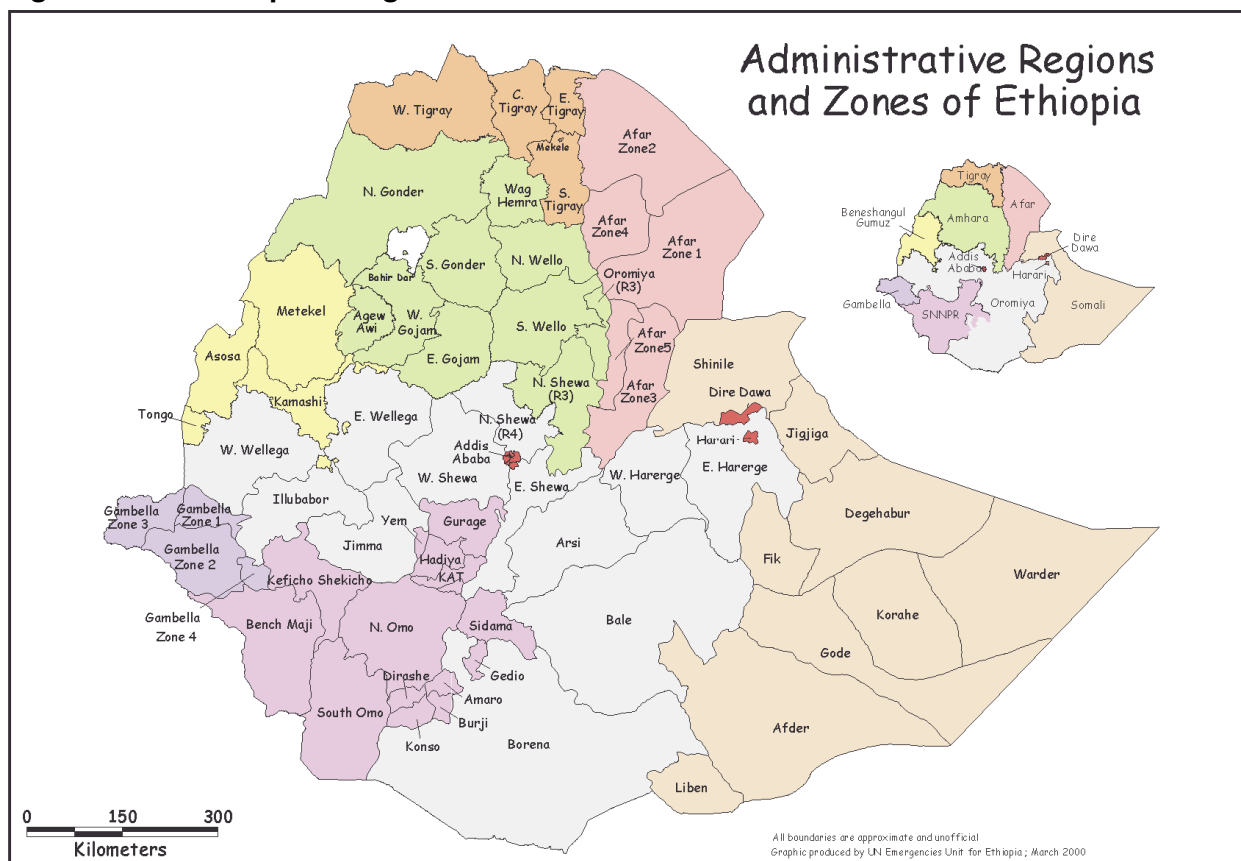 Administrative Regions
and Zones of Ethiopia
W. Tigray
C.
Tigray
E.
Tigray
Mekele
S.
Tigray
Afar
Zone2
Afar
Zone4
Afar
Zone 1
Afar
Zone5
Afar
Zone3
N. Gonder
Wag
Hemra
Bahir Dar
S. Gonder
N. Wello
Oromiya
(R3)
Agew
Awi
W.
Gojam
E. Gojam
S. Wello
N. Shewa
(R3)
Metekel
Asosa
Kamashi
Tongo
W. Wellega
E. Wellega
N. Shewa
(R4)
Addis
Ababa
W. Shewa
E. Shewa
Illubabor
Jimma
Arsi
W. Harerge
E. Harerge
Bale
Borena
Shinile
Dire Dawa
Harari
Jigjiga
Degehabur
Fik
Warder
Korahe
Gode
Afder
Liben
Gambella
Zone 3
Gambella
Zone 1
Gambella
Zone 2
Gambella
Zone 4
Yem
Gurage
Hadiya
KAT
Keficho Shekicho
Bench Maji
N. Omo
Sidama
Gedio
Dirashe
Amaro
Burji
Konso
South Omo
Tigray
Afar
Beneshangul
Gumuz
Amhara
Dire
Dawa
Addis
Ababa
Harari
Gambella
SNNPR
Oromiya
Somali
0 150 300
Kilometers
All boundaries are approximate and unofficial
Graphic produced by UN Emergencies Unit for Ethiopia ; March 2000